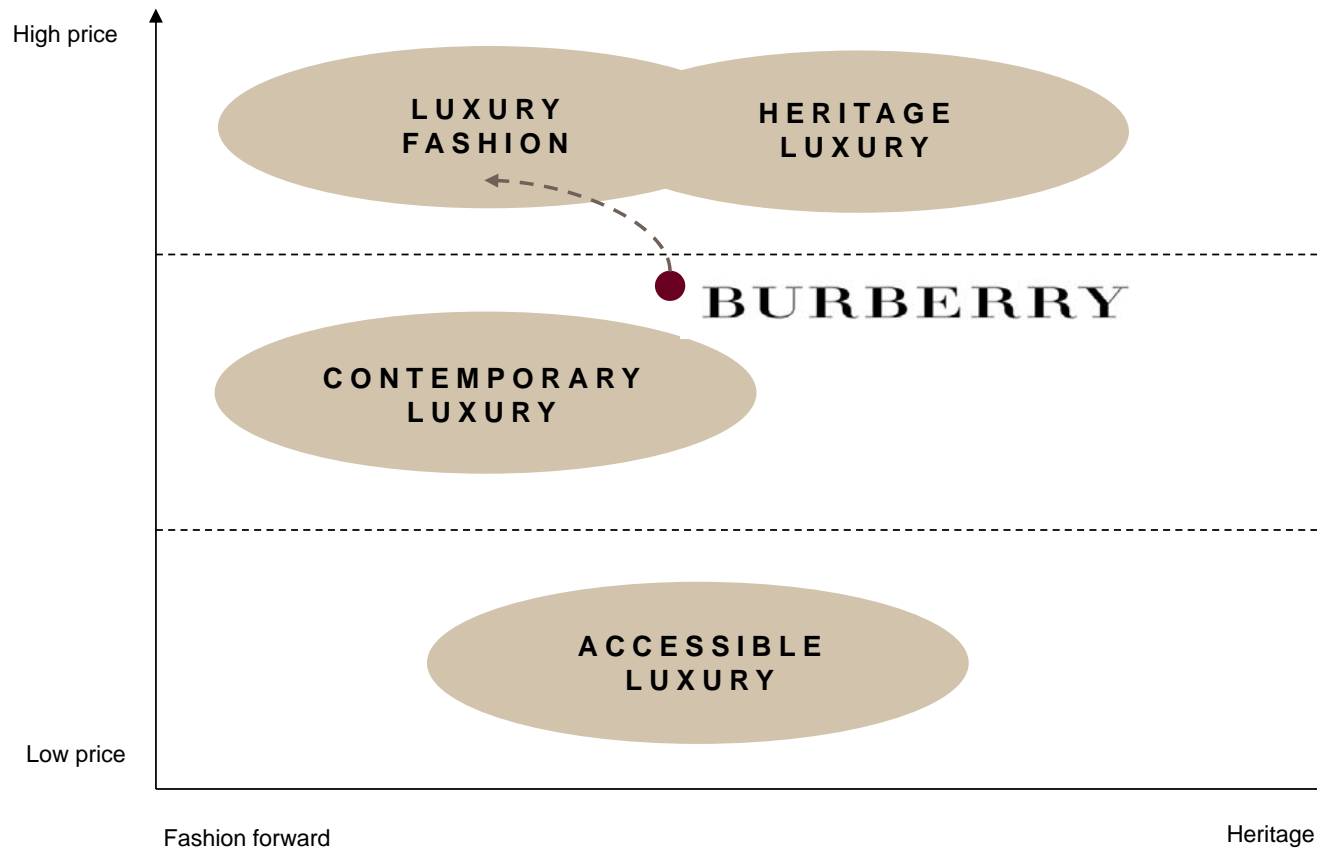 High price
LUXURY
FASHION
HERITAGE
LUXURY
BURBERRY
CONTEMPORARY
LUXURY
ACCESSIBLE
LUXURY
Low price
Fashion forward
Heritage